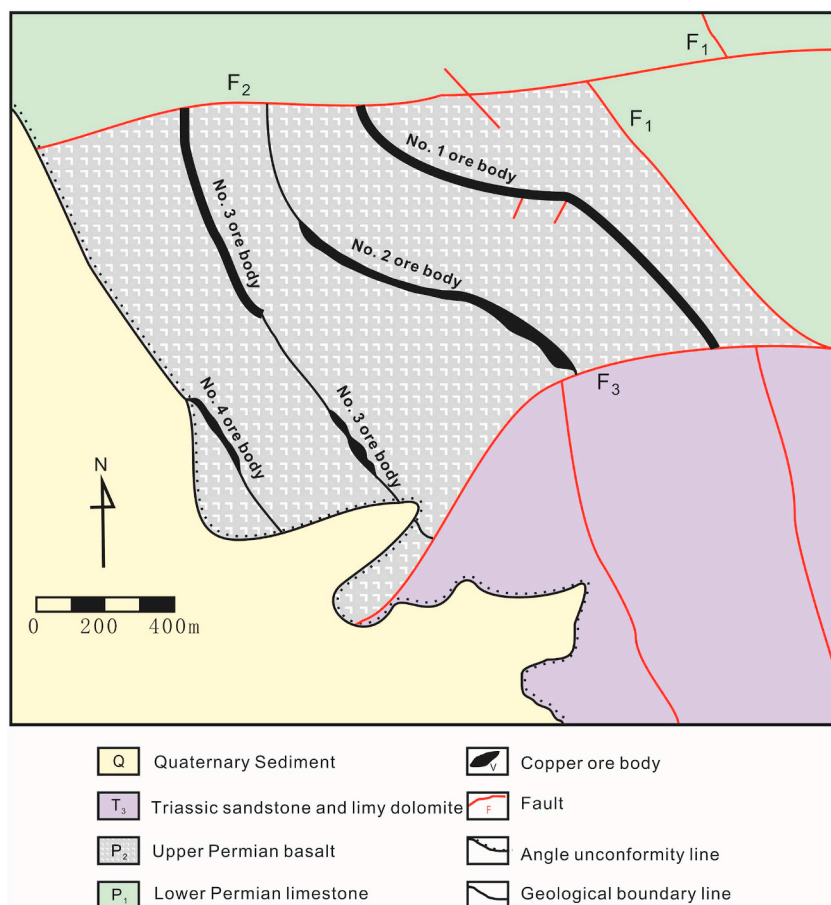 F1
F2
F1
No. 1 ore body
No. 3 ore body
No. 2 ore body
F3
No. 4 ore body
No. 3 ore body
N
0 200 400m
Q Quaternary Sediment
T3 Triassic sandstone and limy dolomite
P2 Upper Permian basalt
P1 Lower Permian limestone
V Copper ore body
F Fault
Angle unconformity line
Geological boundary line